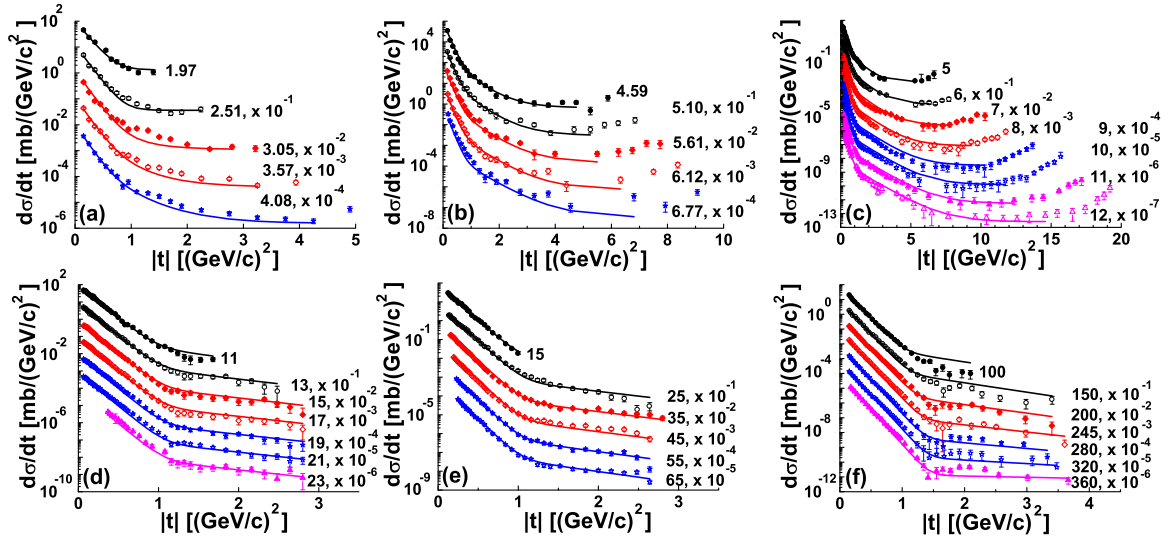 dσ/dt [mb/(GeV/c)²]
10²
10⁰
10⁻²
10⁻⁴
10⁻⁶
1.97
2.51, x 10⁻¹
3.05, x 10⁻²
3.57, x 10⁻³
4.08, x 10⁻⁴
(a)
0 1 2 3 4 5
|t| [(GeV/c)²]
dσ/dt [mb/(GeV/c)²]
10⁴
10⁰
10⁻⁴
10⁻⁸
4.59
5.10, x 10⁻¹
5.61, x 10⁻²
6.12, x 10⁻³
6.77, x 10⁻⁴
(b)
0 2 4 6 8 10
|t| [(GeV/c)²]
dσ/dt [mb/(GeV/c)²]
10⁻¹
10⁻⁵
10⁻⁹
10⁻¹³
5
6, x 10⁻¹
7, x 10⁻²
8, x 10⁻³
9, x 10⁻⁴
10, x 10⁻⁵
11, x 10⁻⁶
12, x 10⁻⁷
(c)
0 5 10 15 20
|t| [(GeV/c)²]
dσ/dt [mb/(GeV/c)²]
10²
10⁻²
10⁻⁶
10⁻¹⁰
11
13, x 10⁻¹
15, x 10⁻²
17, x 10⁻³
19, x 10⁻⁴
21, x 10⁻⁵
23, x 10⁻⁶
(d)
0 1 2 3
|t| [(GeV/c)²]
dσ/dt [mb/(GeV/c)²]
10³
10⁻¹
10⁻⁵
10⁻⁹
15
25, x 10⁻¹
35, x 10⁻²
45, x 10⁻³
55, x 10⁻⁴
65, x 10⁻⁵
(e)
0 1 2 3
|t| [(GeV/c)²]
dσ/dt [mb/(GeV/c)²]
0
10⁻⁴
10⁻⁸
10⁻¹²
100
150, x 10⁻¹
200, x 10⁻²
245, x 10⁻³
280, x 10⁻⁴
320, x 10⁻⁵
360, x 10⁻⁶
(f)
0 1 2 3 4
|t| [(GeV/c)²]